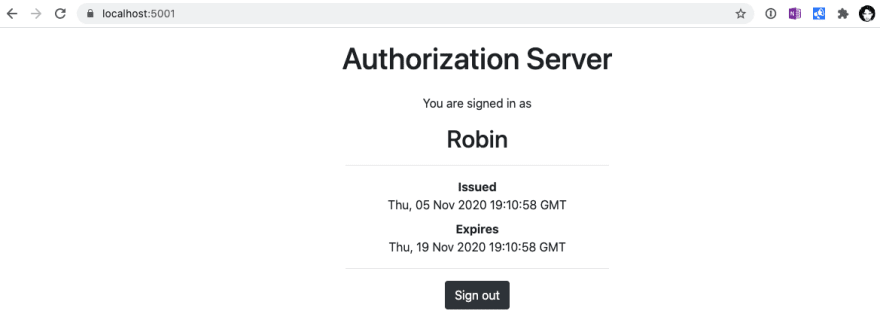 localhost:5001
Authorization Server
You are signed in as
Robin
Issued
Thu, 05 Nov 2020 19:10:58 GMT
Expires
Thu, 19 Nov 2020 19:10:58 GMT
Sign out